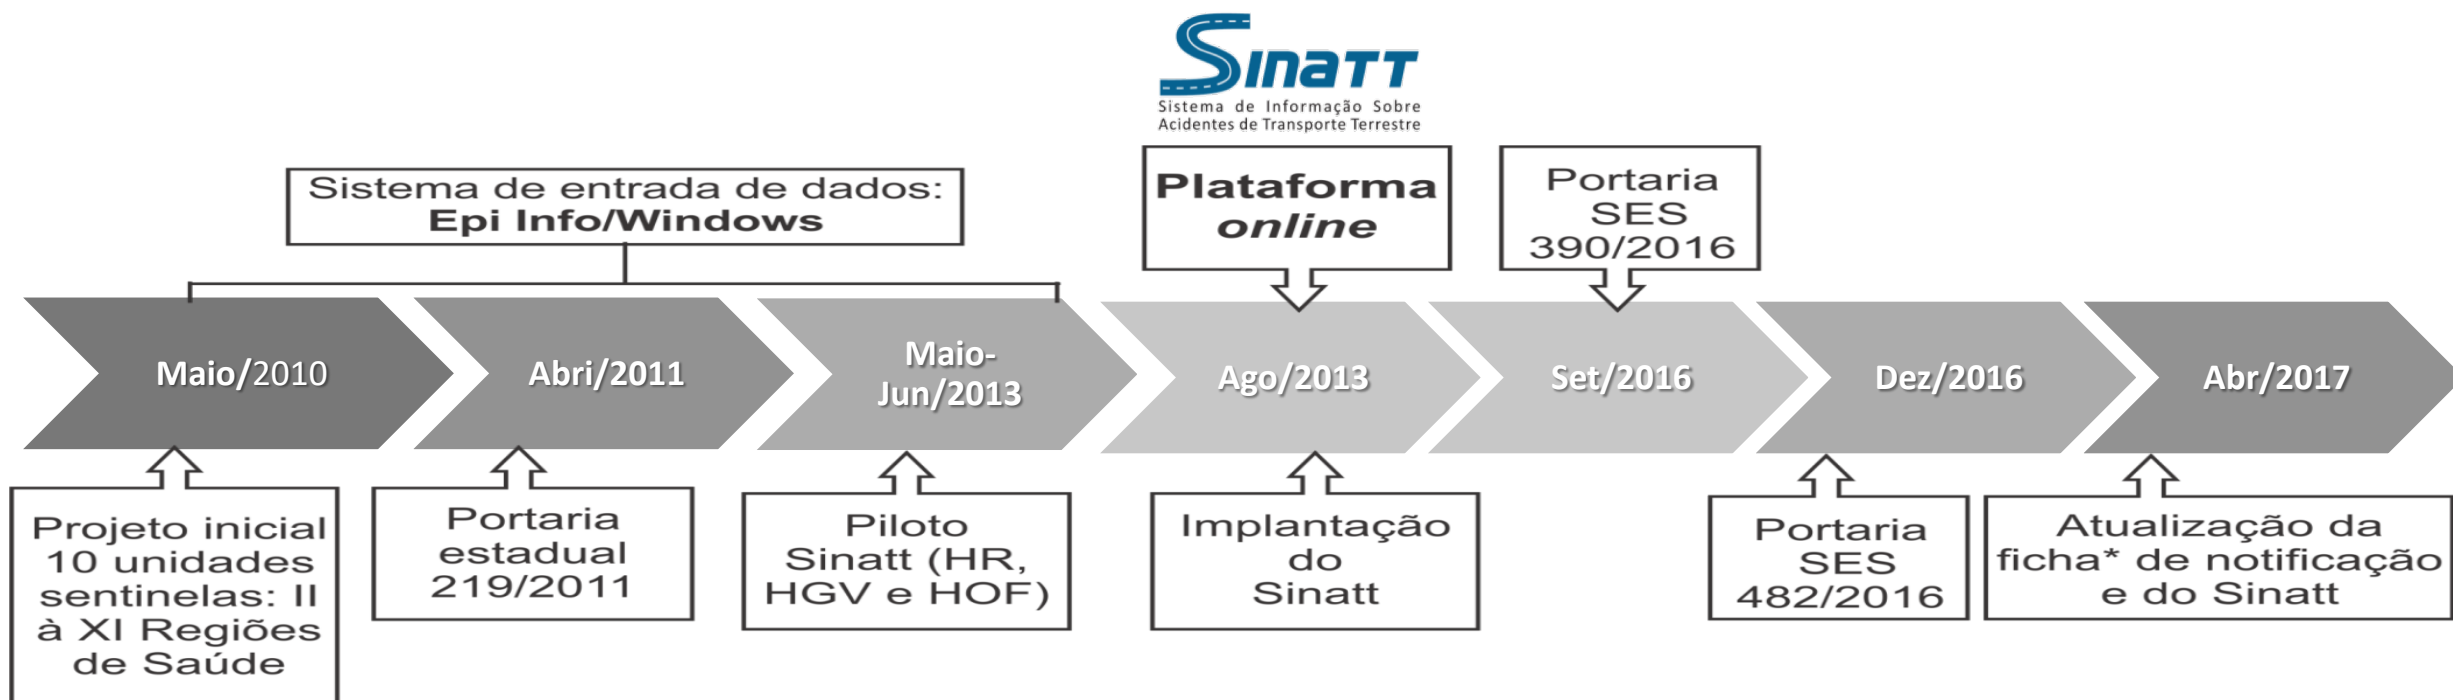 Sinatt
Sistema de Informação Sobre
Acidentes de Transporte Terrestre
Sistema de entrada de dados:
Epi Info/Windows
Plataforma
online
Portaria
SES
390/2016
Maio/2010
Abri/2011
Maio-
Jun/2013
Ago/2013
Set/2016
Dez/2016
Abr/2017
Projeto inicial
10 unidades
sentinelas: II
à XI Regiões
de Saúde
Portaria
estadual
219/2011
Piloto
Sinatt (HR,
HGV e HOF)
Implantação
do
Sinatt
Portaria
SES
482/2016
Atualização da
ficha* de notificação
e do Sinatt